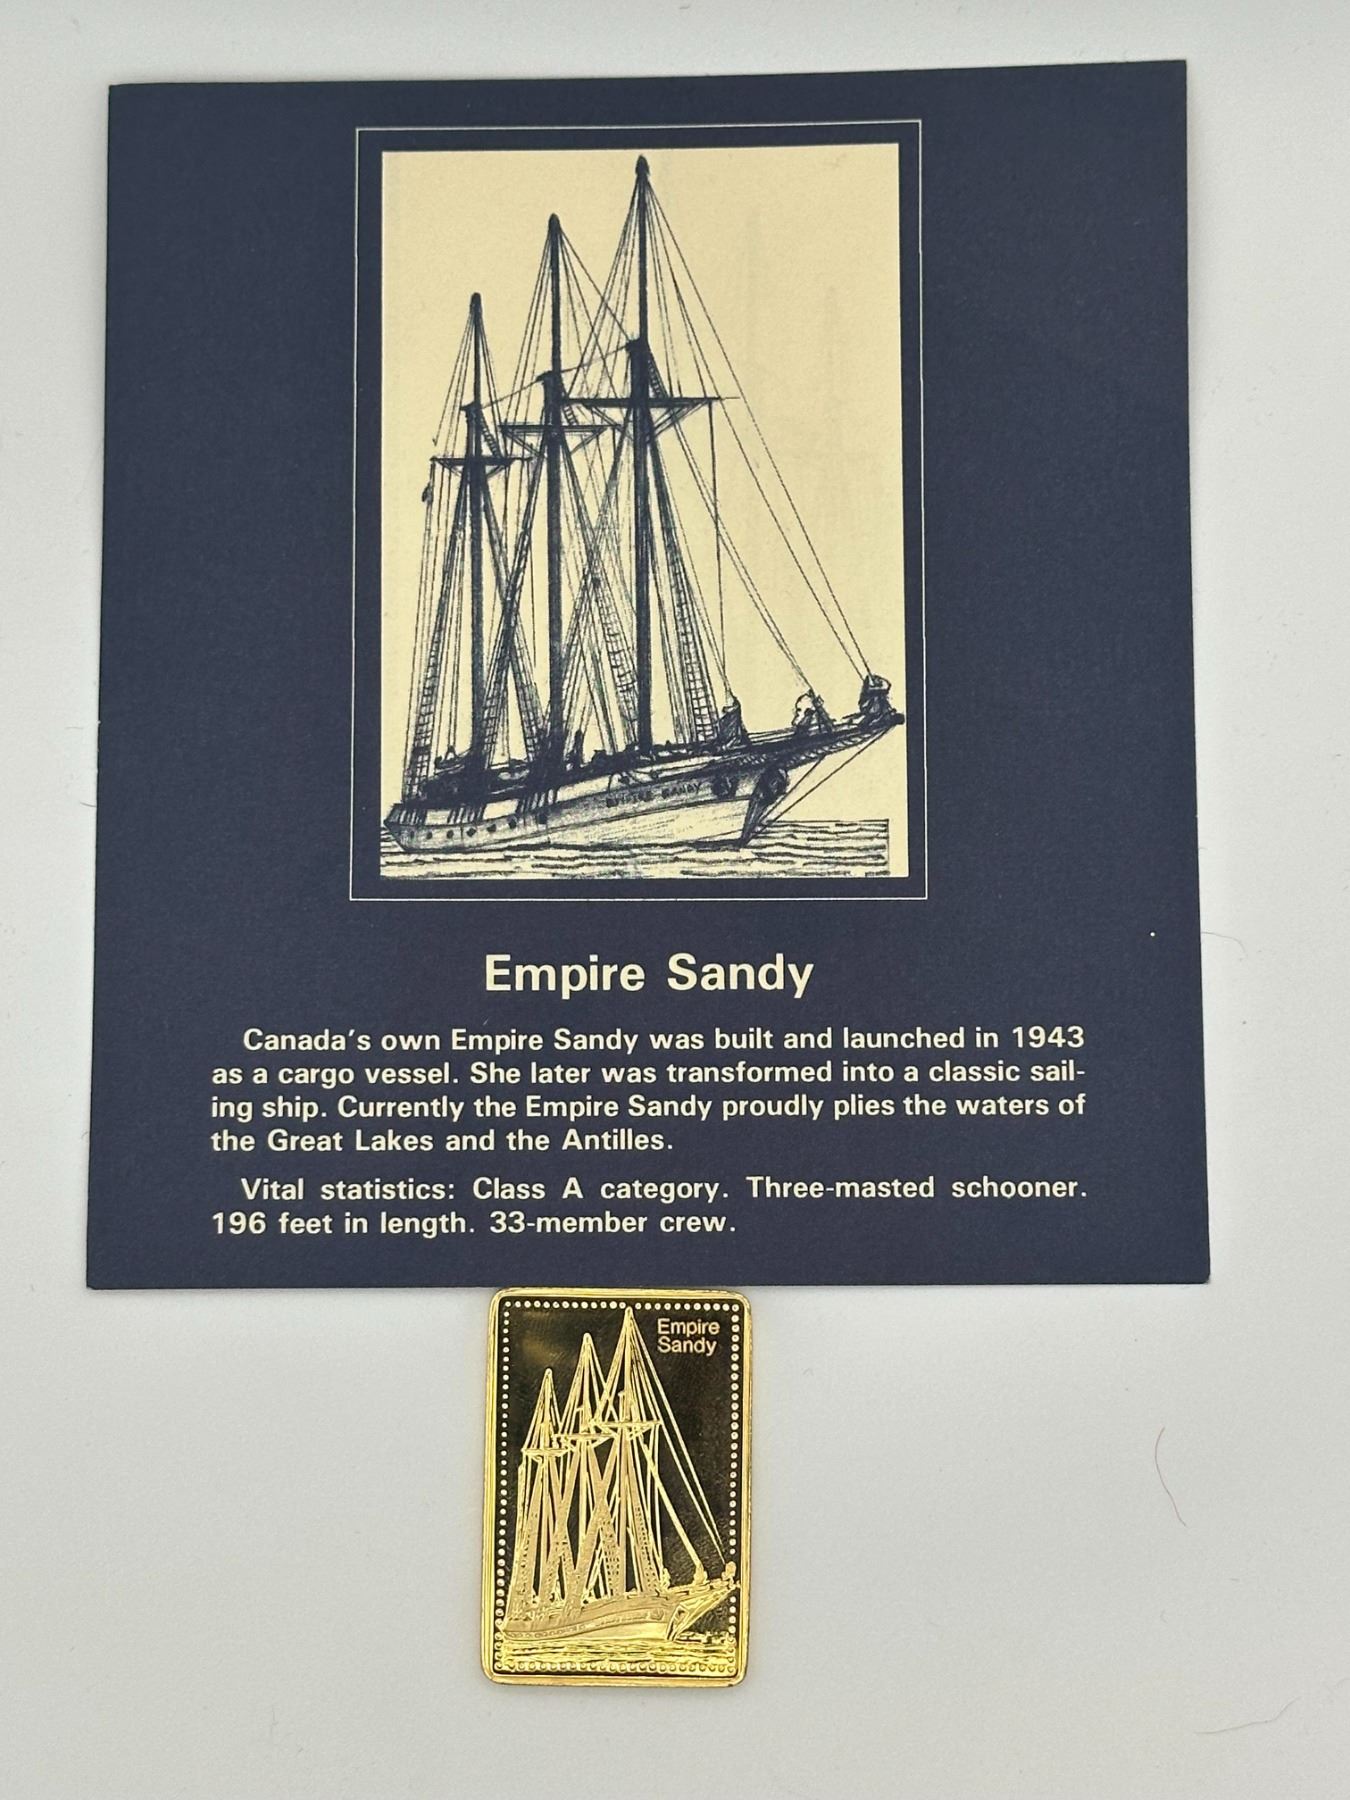 EMPIRE SANDY
Empire Sandy
Canada's own Empire Sandy was built and launched in 1943
as a cargo vessel. She later was transformed into a classic sail-
ing ship. Currently the Empire Sandy proudly plies the waters of
the Great Lakes and the Antilles.
Vital statistics: Class A category. Three-masted schooner.
196 feet in length. 33-member crew.
Empire
Sandy